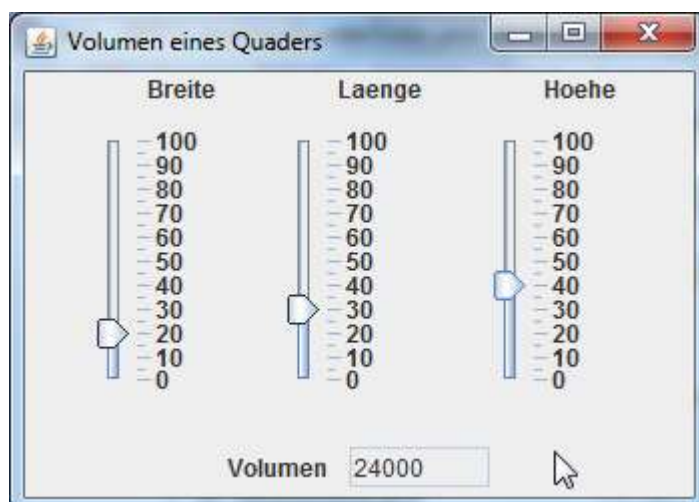 Volumen eines Quaders
Breite Laenge Hoehe
100 100 100
90 90 90
80 80 80
70 70 70
60 60 60
50 50 50
40 40 40
30 30 30
20 20 20
10 10 10
0 0 0
Volumen 24000